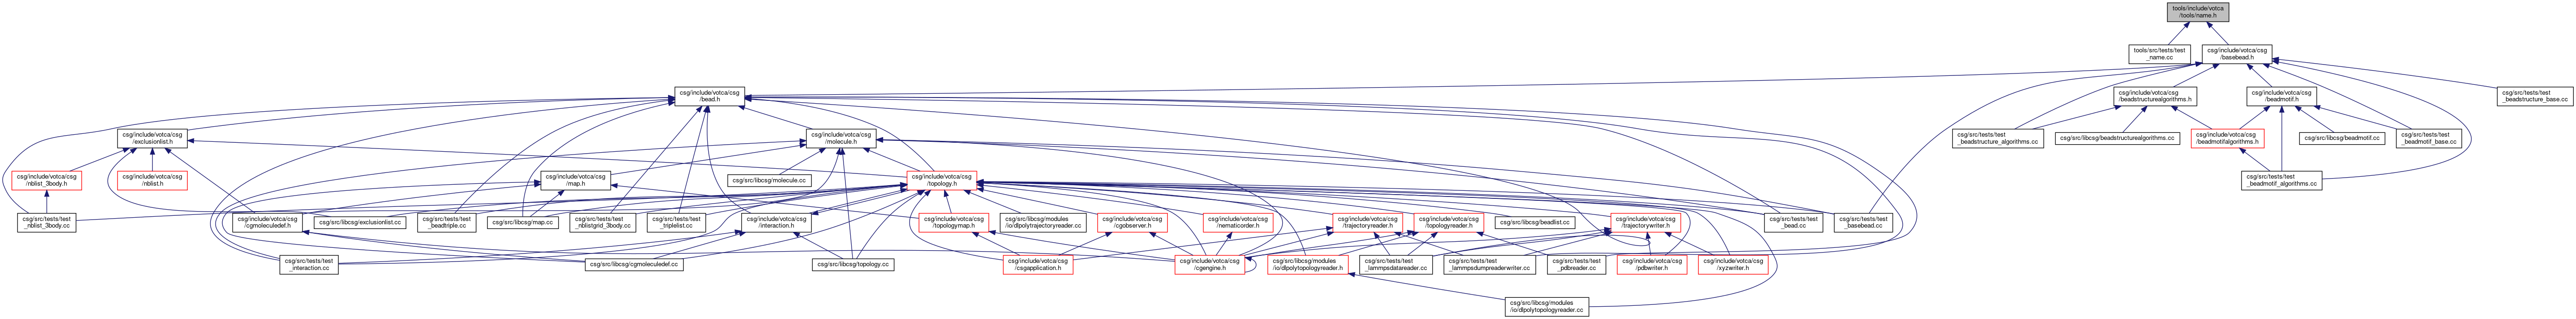 tools/include/votca
/tools/name.h
tools/src/tests/test
_name.cc
csg/include/votca/csg
/basebead.h
csg/include/votca/csg
/bead.h
csg/include/votca/csg
/beadstructurealgorithms.h
csg/include/votca/csg
/beadmotif.h
csg/src/tests/test
_beadstructure_base.cc
csg/include/votca/csg
/exclusionlist.h
csg/include/votca/csg
/molecule.h
csg/src/tests/test
_beadstructure_algorithms.cc
csg/src/libcsg/beadstructurealgorithms.cc
csg/include/votca/csg
/beadmotifalgorithms.h
csg/src/libcsg/beadmotif.cc
csg/src/tests/test
_beadmotif_base.cc
csg/include/votca/csg
/nblist_3body.h
csg/include/votca/csg
/nblist.h
csg/include/votca/csg
/map.h
csg/src/libcsg/molecule.cc
csg/include/votca/csg
/topology.h
csg/src/tests/test
_beadmotif_algorithms.cc
csg/src/tests/test
_nblist_3body.cc
csg/include/votca/csg
/cgmoleculedef.h
csg/src/libcsg/exclusionlist.cc
csg/src/tests/test
_beadtriple.cc
csg/src/libcsg/map.cc
csg/src/tests/test
_nblistgrid_3body.cc
csg/src/tests/test
_triplelist.cc
csg/include/votca/csg
/interaction.h
csg/include/votca/csg
/topologymap.h
csg/src/libcsg/modules
/io/dlpolytrajectoryreader.cc
csg/include/votca/csg
/cgobserver.h
csg/include/votca/csg
/nematicorder.h
csg/include/votca/csg
/trajectoryreader.h
csg/include/votca/csg
/topologyreader.h
csg/src/libcsg/beadlist.cc
csg/include/votca/csg
/trajectorywriter.h
csg/src/tests/test
_bead.cc
csg/src/tests/test
_basebead.cc
csg/src/tests/test
_interaction.cc
csg/src/libcsg/cgmoleculedef.cc
csg/src/libcsg/topology.cc
csg/include/votca/csg
/csgapplication.h
csg/include/votca/csg
/cgengine.h
csg/src/libcsg/modules
/io/dlpolytopologyreader.h
csg/src/tests/test
_lammpsdatareader.cc
csg/src/tests/test
_lammpsdumpreaderwriter.cc
csg/src/tests/test
_pdbreader.cc
csg/include/votca/csg
/pdbwriter.h
csg/include/votca/csg
/xyzwriter.h
csg/src/libcsg/modules
/io/dlpolytopologyreader.cc